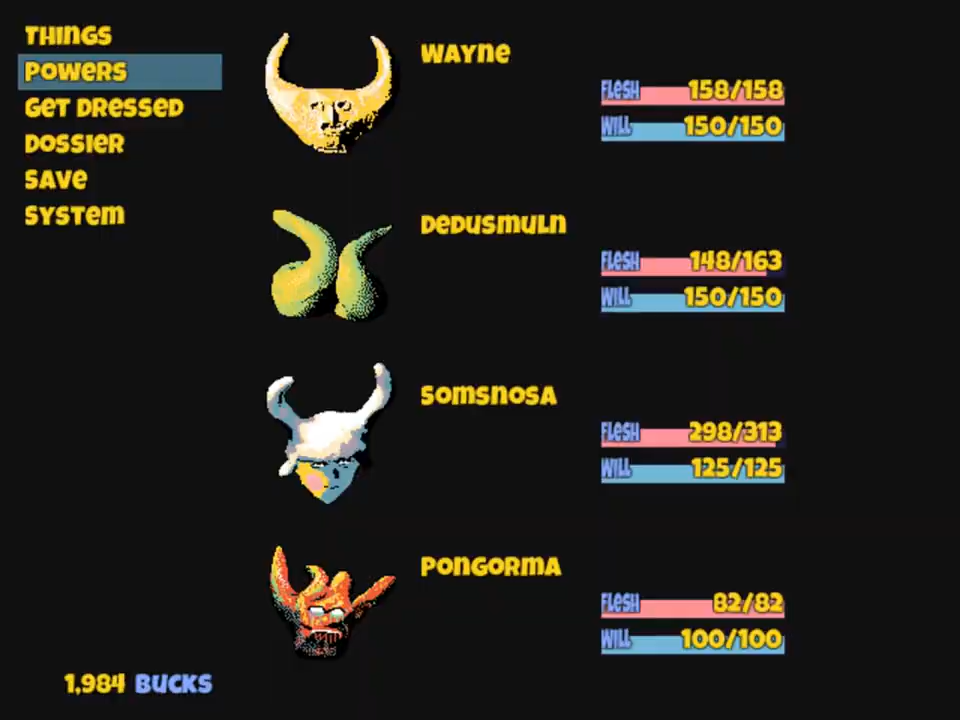 THINGS
POWERS
GET DRESSED
DOSSIER
SAVE
SYSTEM
WAYNE
FLESH 158/158
WILL 150/150
DEDUSMULN
FLESH 148/163
WILL 150/150
SOMSNOSA
FLESH 298/313
WILL 125/125
PONGORMA
FLESH 82/82
WILL 100/100
1,984 BUCKS